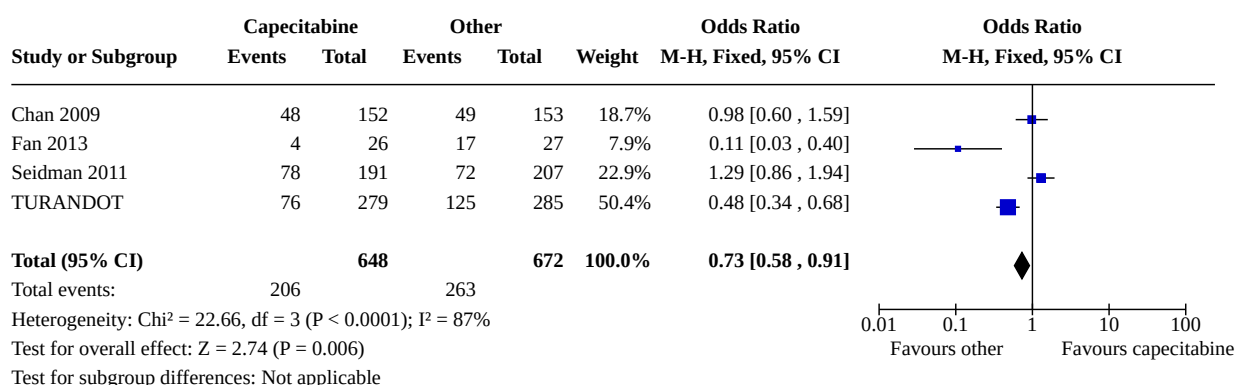 Capecitabine Other Odds Ratio Odds Ratio
Study or Subgroup Events Total Events Total Weight M-H, Fixed, 95% CI M-H, Fixed, 95% CI
Chan 2009 48 152 49 153 18.7% 0.98 [0.60 , 1.59]
Fan 2013 4 26 17 27 7.9% 0.11 [0.03 , 0.40]
Seidman 2011 78 191 72 207 22.9% 1.29 [0.86 , 1.94]
TURANDOT 76 279 125 285 50.4% 0.48 [0.34 , 0.68]
Total (95% CI) 648 672 100.0% 0.73 [0.58 , 0.91]
Total events: 206 263
Heterogeneity: Chi² = 22.66, df = 3 (P < 0.0001); I² = 87%
0.01 0.1 1 10 100
Test for overall effect: Z = 2.74 (P = 0.006)
Favours other Favours capecitabine
Test for subgroup differences: Not applicable